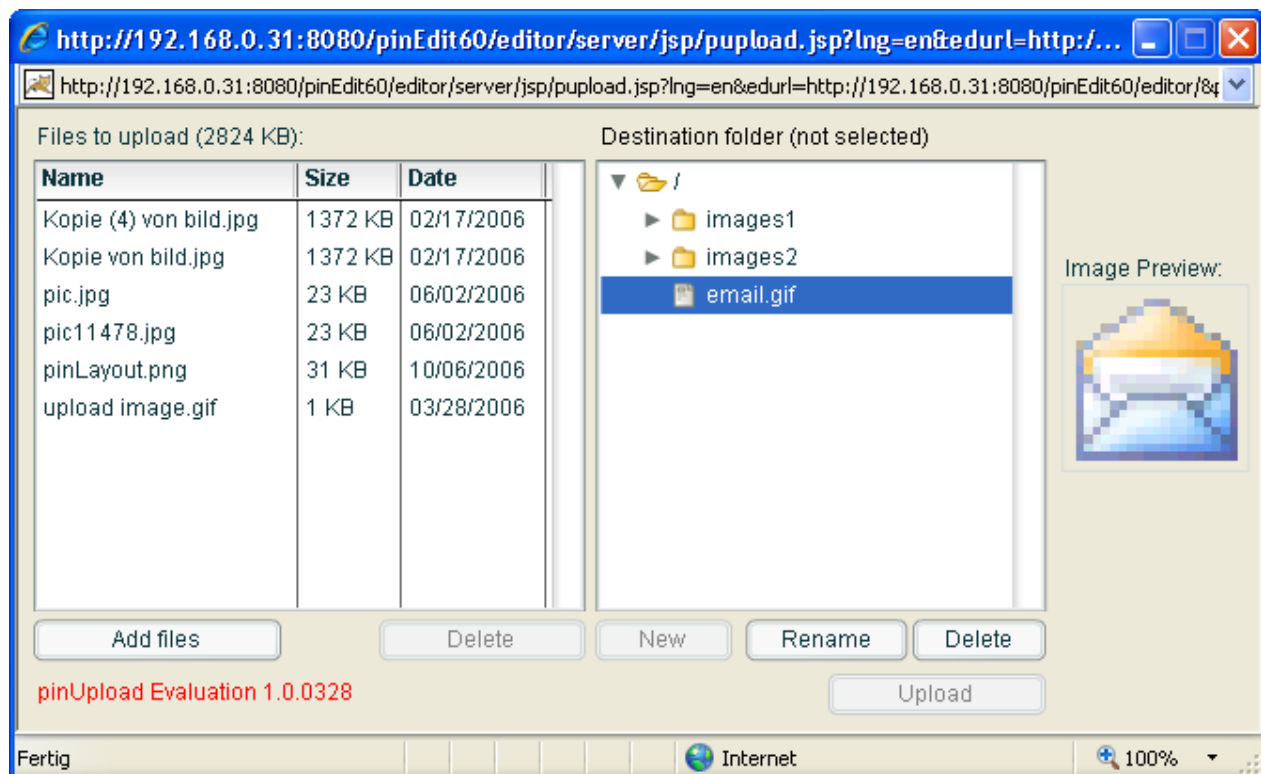 http://192.168.0.31:8080/pinEdit60/editor/server/jsp/pupload.jsp?lng=en&edurl=http:/...
http://192.168.0.31:8080/pinEdit60/editor/server/jsp/pupload.jsp?lng=en&edurl=http://192.168.0.31:8080/pinEdit60/editor/&p
Files to upload (2824 KB):
Name Size Date
Kopie (4) von bild.jpg 1372 KB 02/17/2006
Kopie von bild.jpg 1372 KB 02/17/2006
pic.jpg 23 KB 06/02/2006
pic11478.jpg 23 KB 06/02/2006
pinLayout.png 31 KB 10/06/2006
upload image.gif 1 KB 03/28/2006
Add files Delete
Destination folder (not selected)
/
images1
images2
email.gif
New Rename Delete
Image Preview:
pinUpload Evaluation 1.0.0328
Upload
Fertig Internet 100%